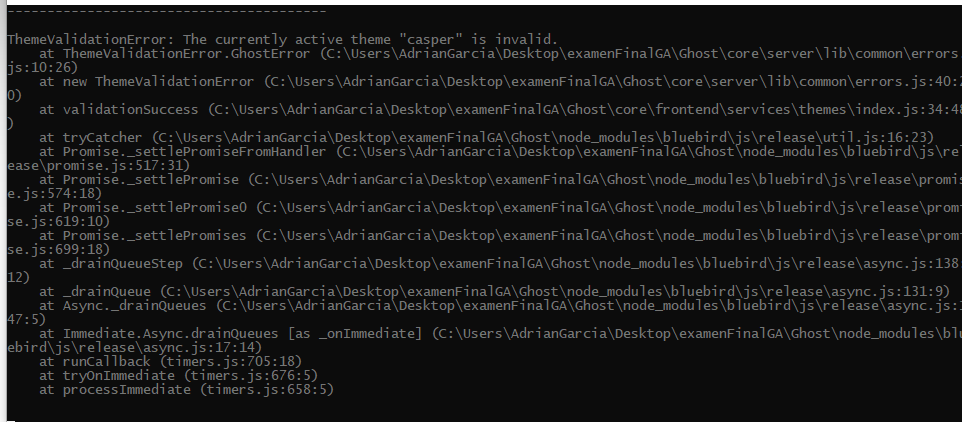 ----------------------------------------
ThemeValidationError: The currently active theme "casper" is invalid.
    at ThemeValidationError.GhostError (C:\Users\AdrianGarcia\Desktop\examenFinalGA\Ghost\core\server\lib\common\errors.
js:10:26)
    at new ThemeValidationError (C:\Users\AdrianGarcia\Desktop\examenFinalGA\Ghost\core\server\lib\common\errors.js:40:2
0)
    at validationSuccess (C:\Users\AdrianGarcia\Desktop\examenFinalGA\Ghost\core\frontend\services\themes\index.js:34:48
)
    at tryCatcher (C:\Users\AdrianGarcia\Desktop\examenFinalGA\Ghost\node_modules\bluebird\js\release\util.js:16:23)
    at Promise._settlePromiseFromHandler (C:\Users\AdrianGarcia\Desktop\examenFinalGA\Ghost\node_modules\bluebird\js\rel
ease\promise.js:517:31)
    at Promise._settlePromise (C:\Users\AdrianGarcia\Desktop\examenFinalGA\Ghost\node_modules\bluebird\js\release\promis
e.js:574:18)
    at Promise._settlePromise0 (C:\Users\AdrianGarcia\Desktop\examenFinalGA\Ghost\node_modules\bluebird\js\release\promi
se.js:619:10)
    at Promise._settlePromises (C:\Users\AdrianGarcia\Desktop\examenFinalGA\Ghost\node_modules\bluebird\js\release\promi
se.js:699:18)
    at _drainQueueStep (C:\Users\AdrianGarcia\Desktop\examenFinalGA\Ghost\node_modules\bluebird\js\release\async.js:138
12)
    at _drainQueue (C:\Users\AdrianGarcia\Desktop\examenFinalGA\Ghost\node_modules\bluebird\js\release\async.js:131:9)
    at Async._drainQueues (C:\Users\AdrianGarcia\Desktop\examenFinalGA\Ghost\node_modules\bluebird\js\release\async.js:1
47:5)
    at Immediate.Async.drainQueues [as _onImmediate] (C:\Users\AdrianGarcia\Desktop\examenFinalGA\Ghost\node_modules\blu
ebird\js\release\async.js:17:14)
    at runCallback (timers.js:705:18)
    at tryOnImmediate (timers.js:676:5)
    at processImmediate (timers.js:658:5)